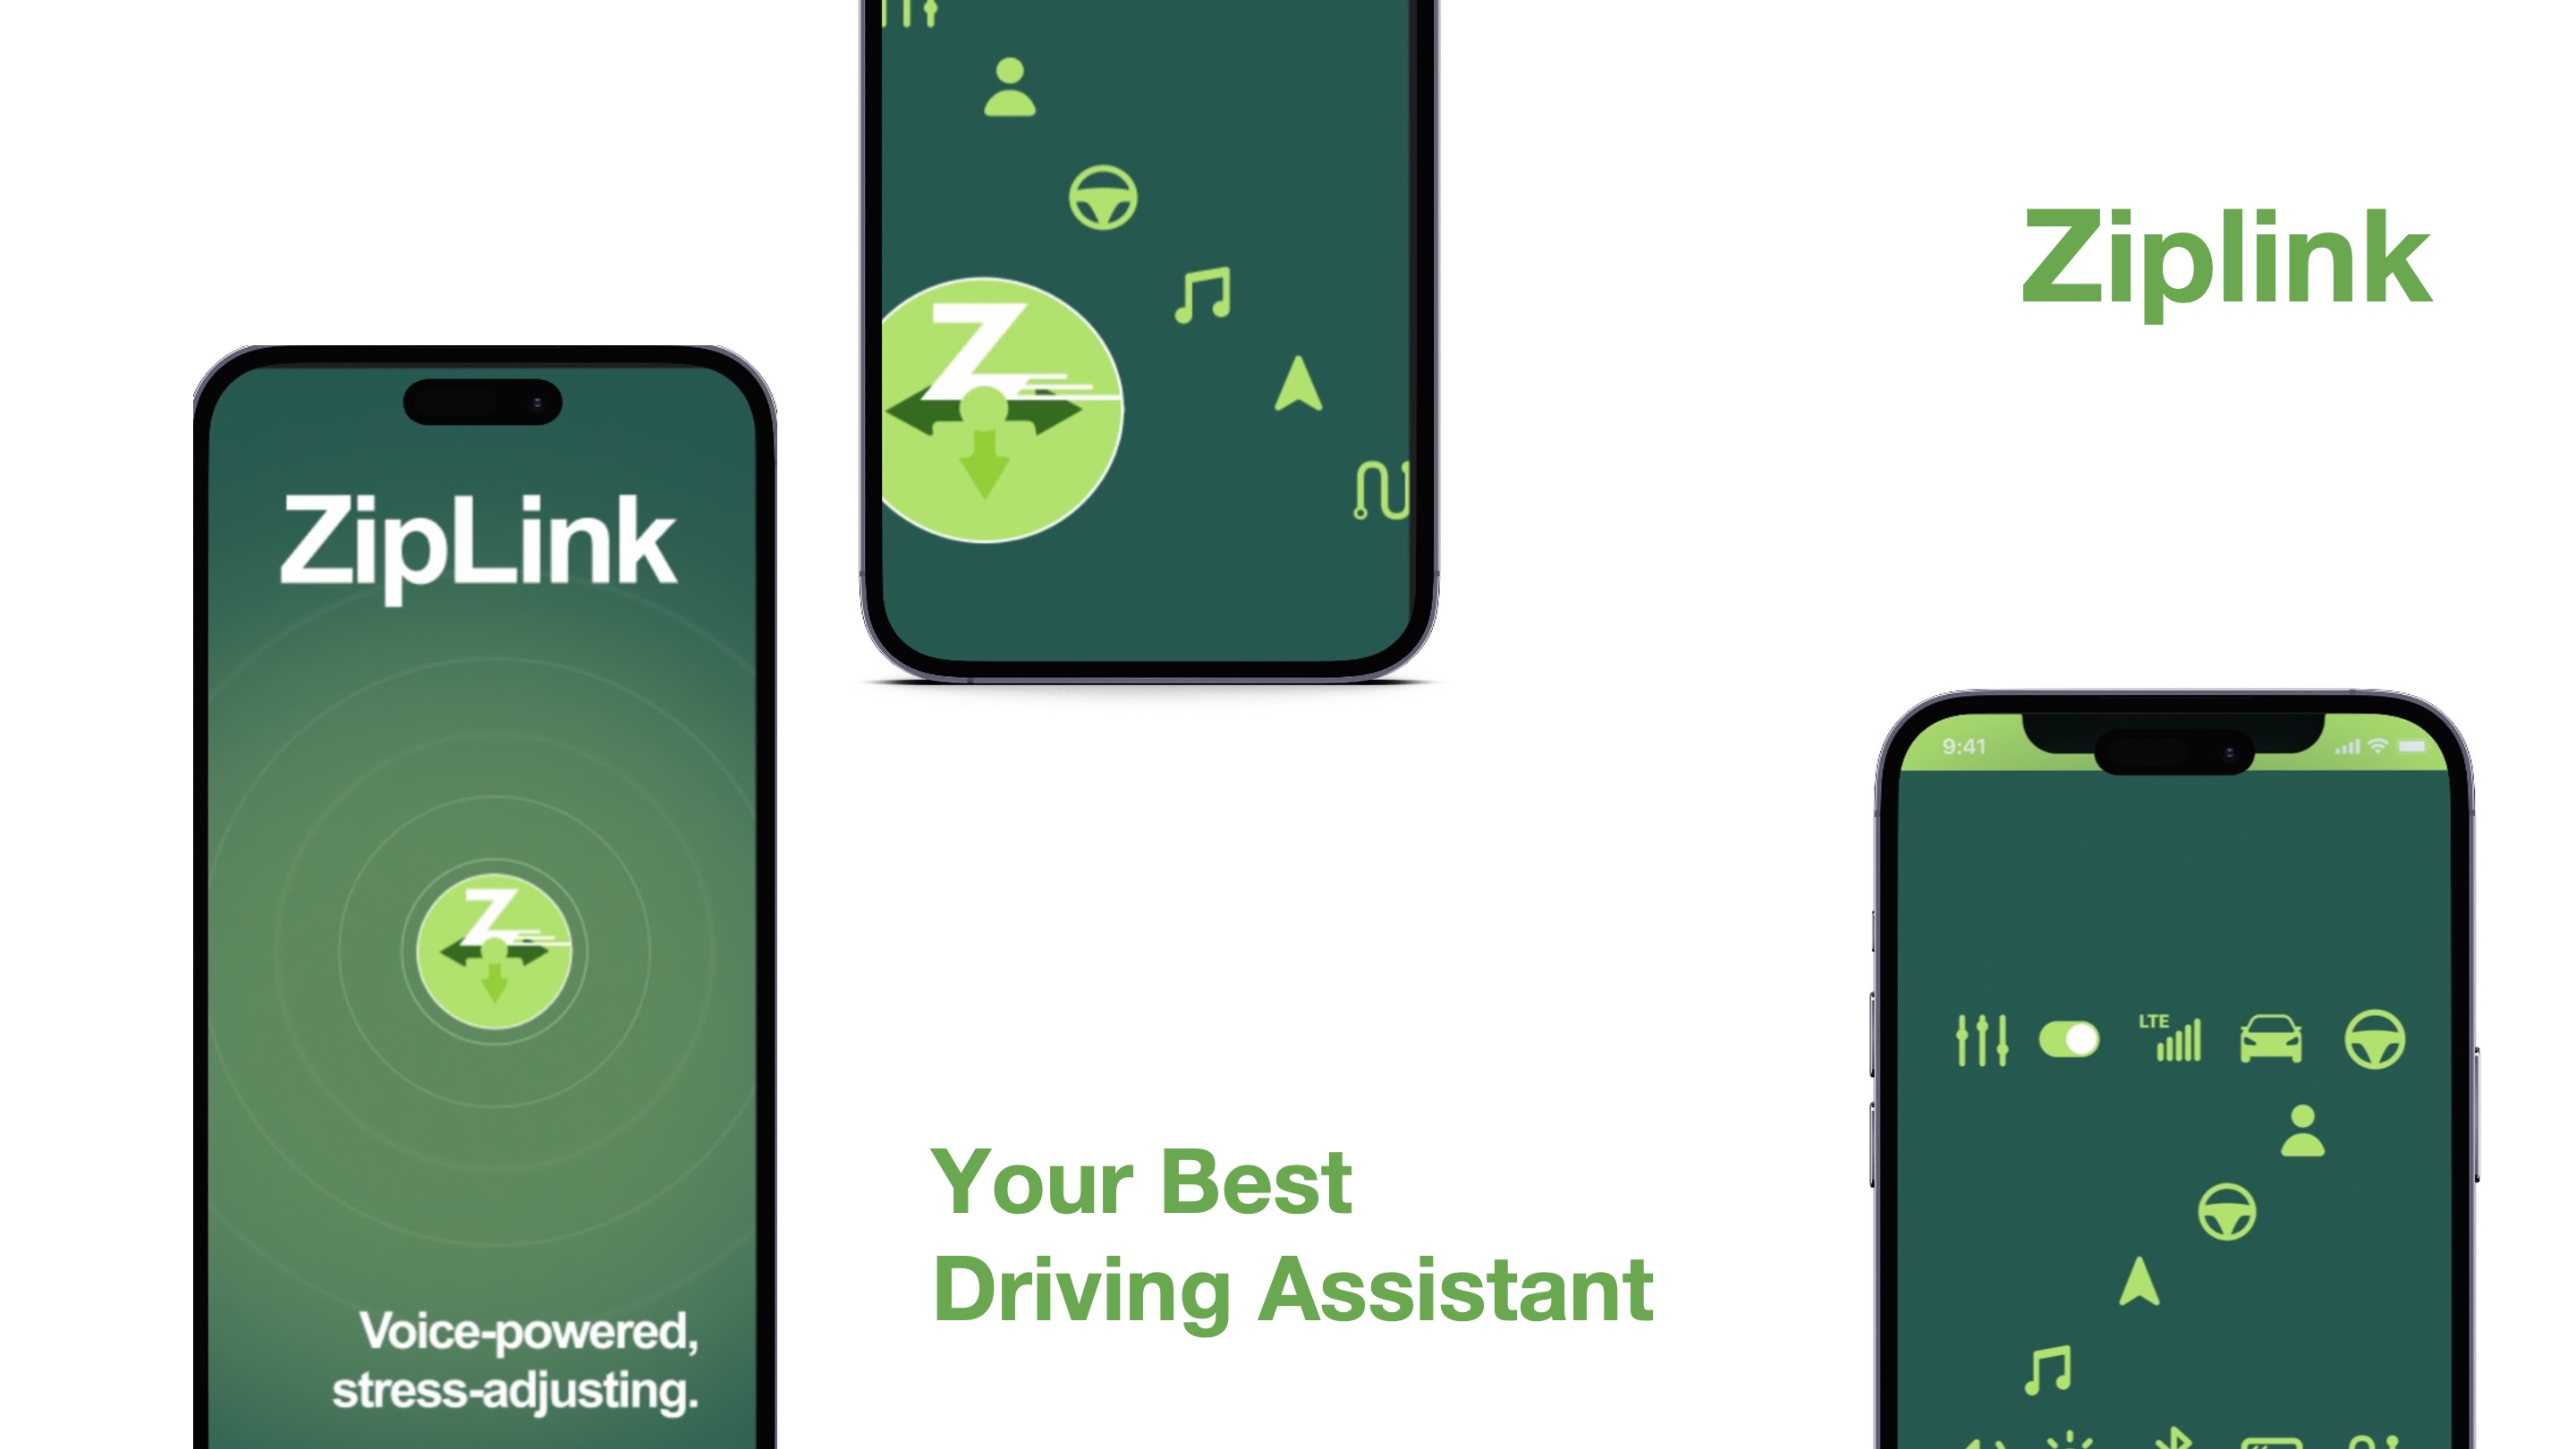 Ziplink
ZipLink
Z
9:41
Z
LTE
Your Best
Driving Assistant
Voice-powered,
stress-adjusting.